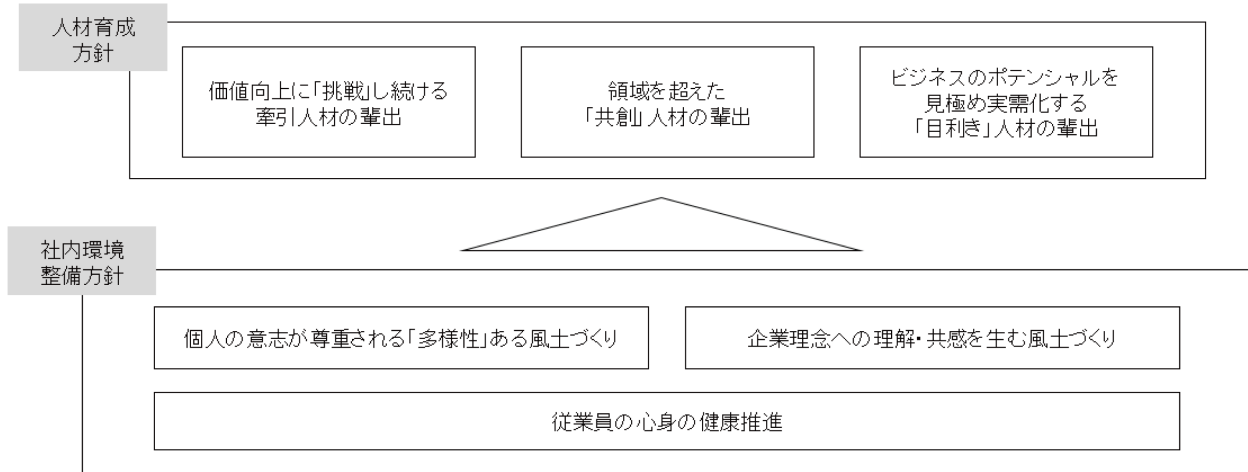 人材育成
方針
価値向上に「挑戦」し続ける
牽引人材の輩出
領域を超えた
「共創」人材の輩出
ビジネスのポテンシャルを
見極め実需化する
「目利き」人材の輩出
社内環境
整備方針
個人の意志が尊重される「多様性」ある風土づくり
企業理念への理解・共感を生む風土づくり
従業員の心身の健康推進